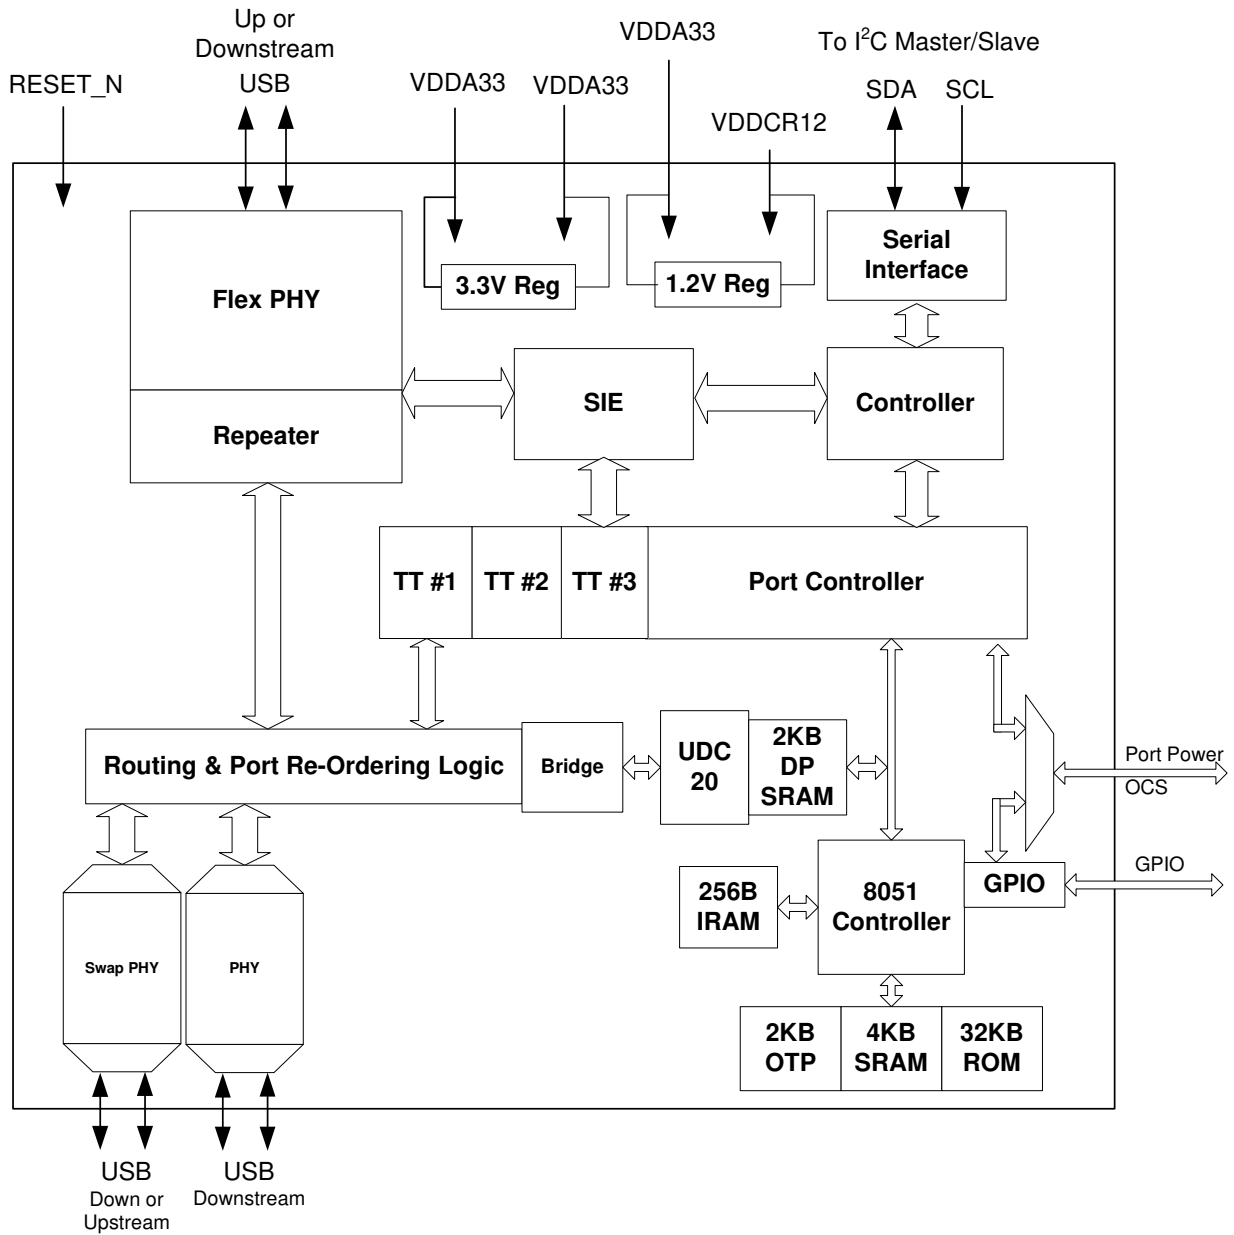 Up or
Downstream
USB
RESET_N
VDDA33
VDDA33
VDDA33
VDDCR12
To I²C Master/Slave
SDA
SCL
Flex PHY
3.3V Reg
1.2V Reg
Serial
Interface
Repeater
SIE
Controller
TT #1
TT #2
TT #3
Port Controller
Routing & Port Re-Ordering Logic
Bridge
UDC
20
2KB
DP
SRAM
Port Power
OCS
GPIO
256B
IRAM
8051
Controller
GPIO
Swap PHY
PHY
2KB
OTP
4KB
SRAM
32KB
ROM
USB
Down or
Upstream
USB
Downstream